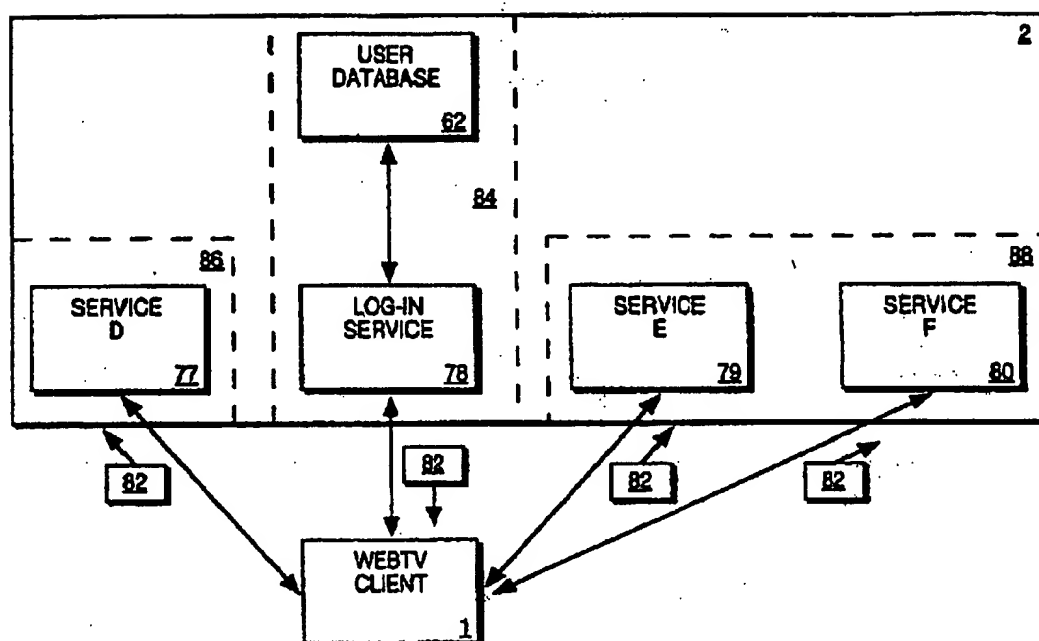 2
USER
DATABASE
62
84
86
88
SERVICE
D
77
LOG-IN
SERVICE
78
SERVICE
E
79
SERVICE
F
80
82
82
82
82
WEBTV
CLIENT
1